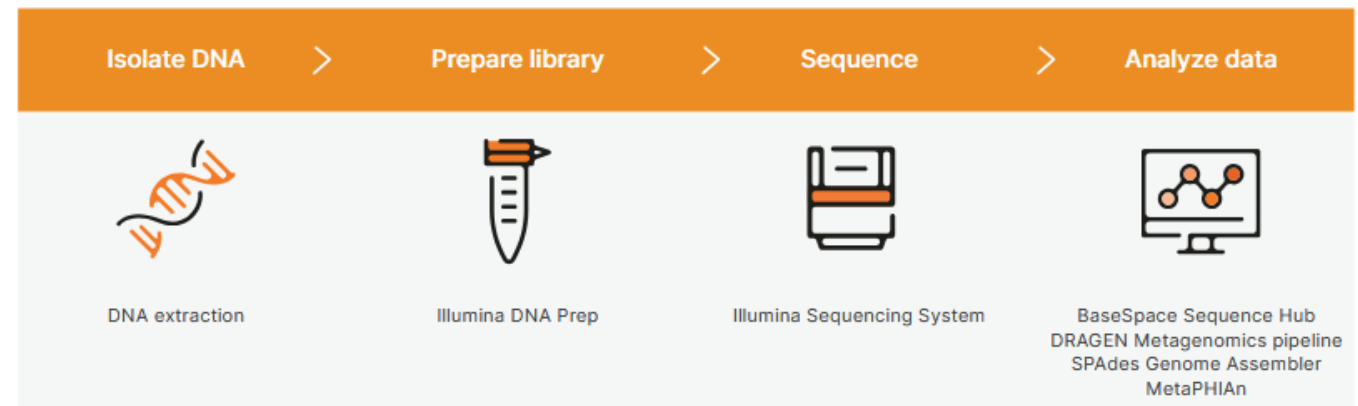 Isolate DNA > Prepare library > Sequence > Analyze data
DNA extraction
Illumina DNA Prep
Illumina Sequencing System
BaseSpace Sequence Hub
DRAGEN Metagenomics pipeline
SPAdes Genome Assembler
MetaPHlAn